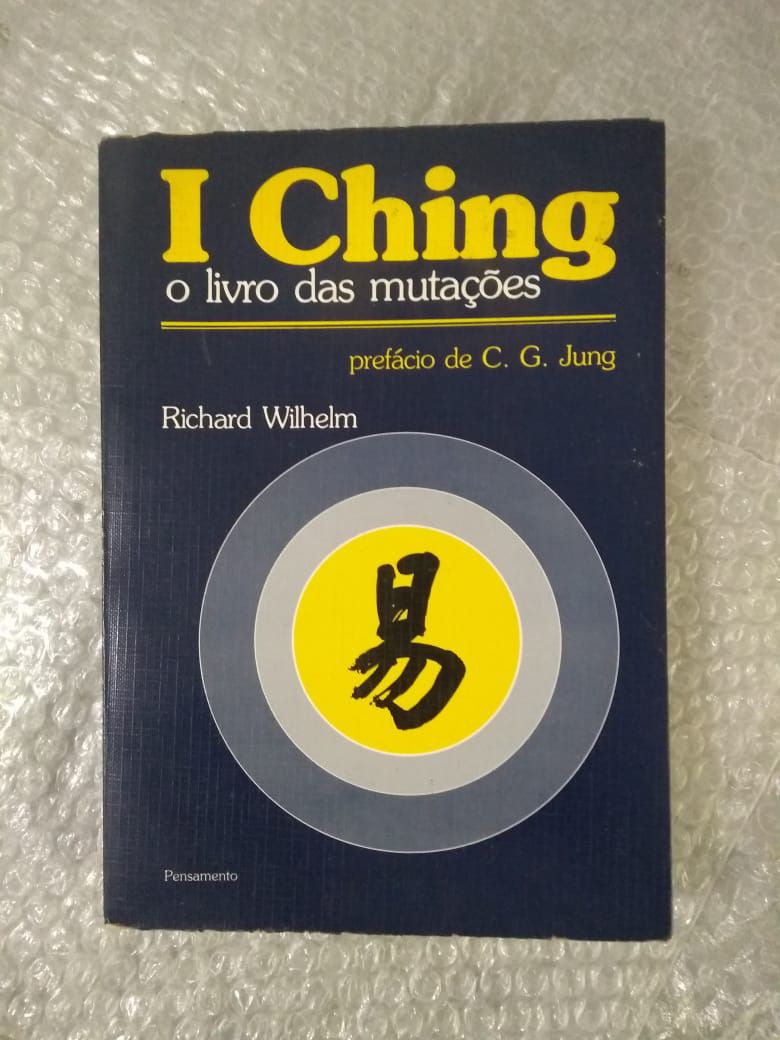 I Ching
o livro das mutações
prefácio de C. G. Jung
Richard Wilhelm
易
Pensamento